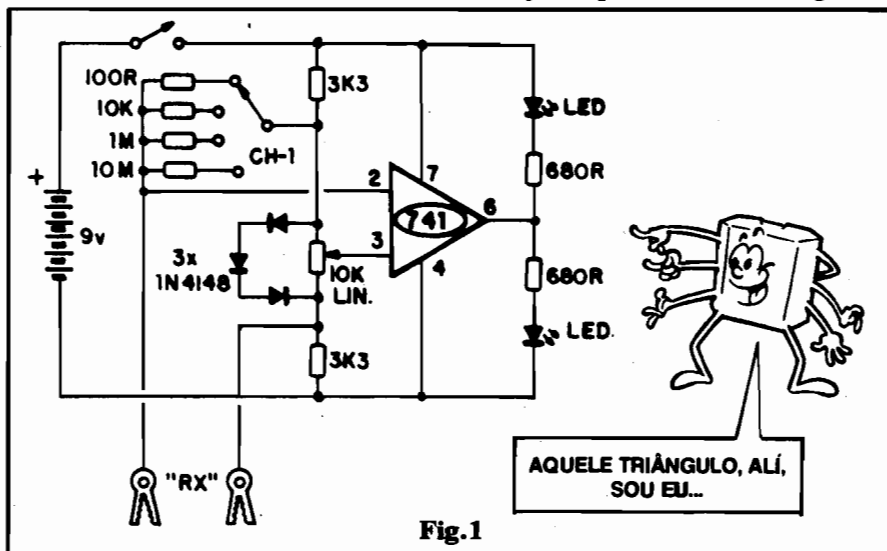 100R
3K3
10K
1M
CH-1
10M
LED
680R
+
9v
2
7
741
6
3
4
3x
1N4148
10K
LIN.
680R
LED.
3K3
"RX"
AQUELE TRIÂNGULO, ALÍ,
SOU EU...
Fig.1